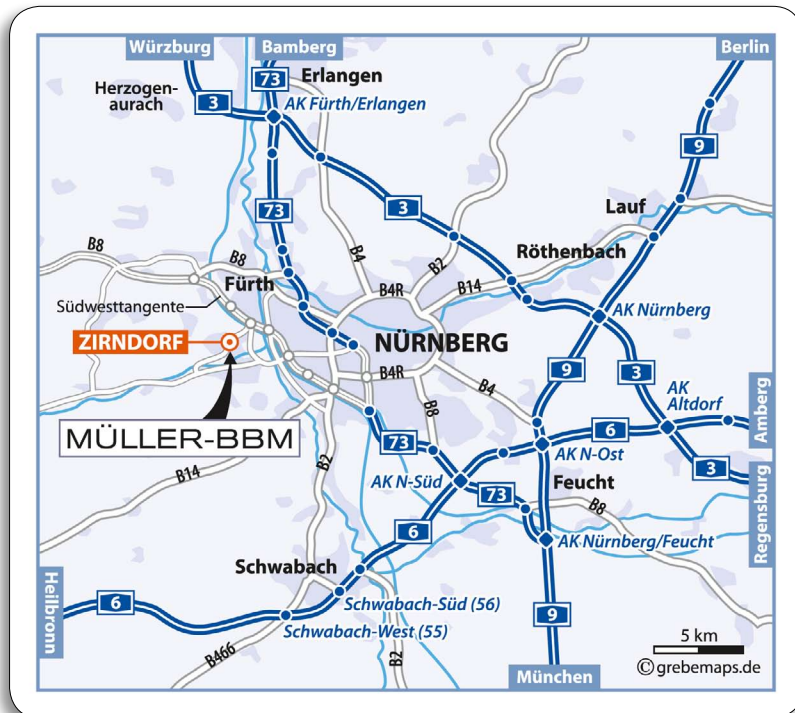 Würzburg
Bamberg
Berlin
73
Erlangen
Herzogen-
aurach
3
AK Fürth/Erlangen
9
73
3
Lauf
B8
B8
B4
B2
Röthenbach
Fürth
B4R
B14
Südwesttangente
AK Nürnberg
ZIRNDORF
NÜRNBERG
B4R
B4
9
3
AK
Altdorf
Amberg
B8
6
MÜLLER-BBM
73
AK N-Ost
B2
B14
AK N-Süd
Feucht
3
73
B8
Regensburg
6
AK Nürnberg/Feucht
Schwabach
Heilbronn
6
Schwabach-Süd (56)
Schwabach-West (55)
9
B466
B2
5 km
© grebemaps.de
München